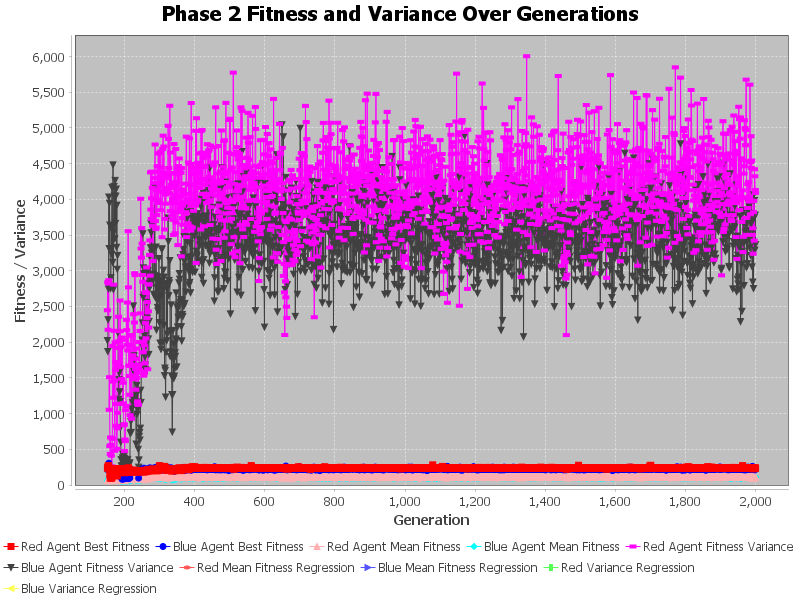 Phase 2 Fitness and Variance Over Generations
Fitness / Variance
6,000
5,500
5,000
4,500
4,000
3,500
3,000
2,500
2,000
1,500
1,000
500
0
200 400 600 800 1,000 1,200 1,400 1,600 1,800 2,000
Generation
Red Agent Best Fitness Blue Agent Best Fitness Red Agent Mean Fitness Blue Agent Mean Fitness Red Agent Fitness Variance
Blue Agent Fitness Variance Red Mean Fitness Regression Blue Mean Fitness Regression Red Variance Regression
Blue Variance Regression